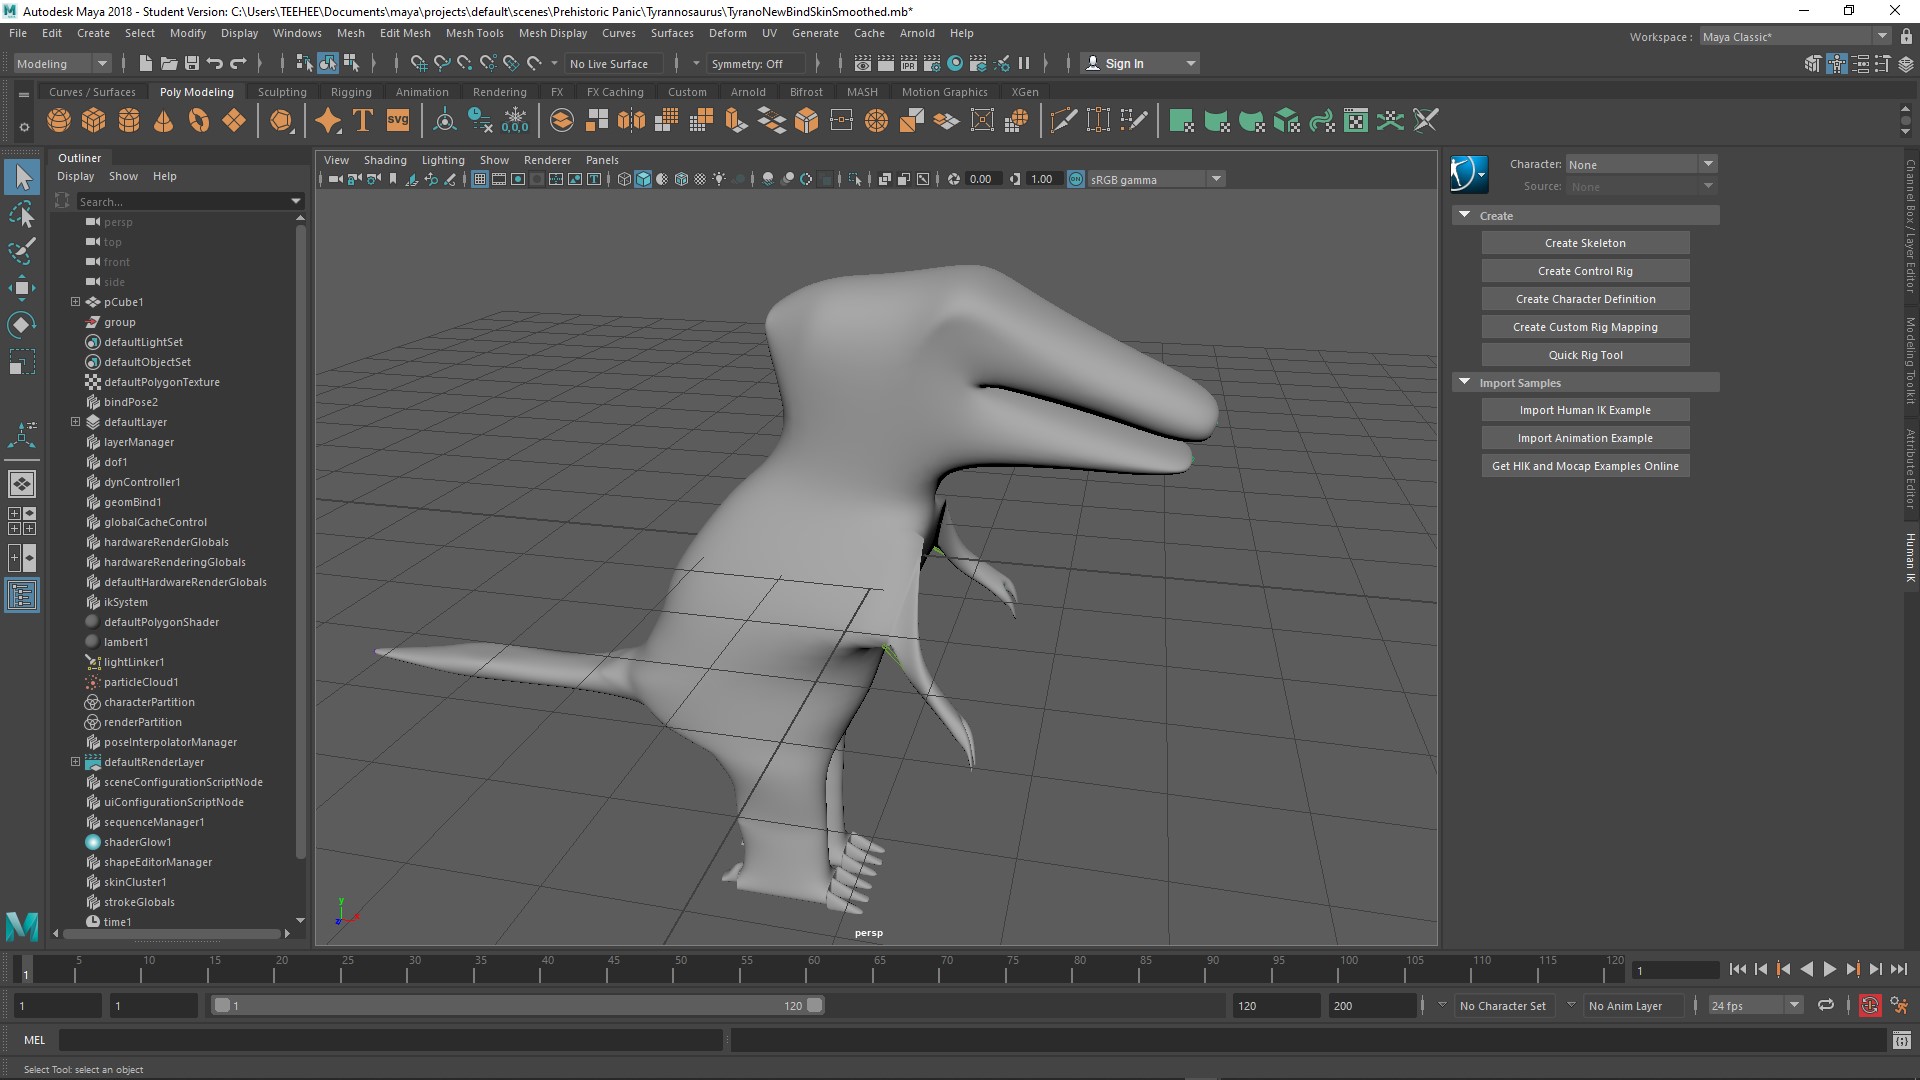 Autodesk Maya 2018 - Student Version: C:\Users\TEEHEE\Documents\maya\projects\default\scenes\Prehistoric Panic\Tyrannosaurus\TyranoNewBindSkinSmoothed.mb*
File Edit Create Select Modify Display Windows Mesh Edit Mesh Mesh Tools Mesh Display Curves Surfaces Deform UV Generate Cache Arnold Help
Workspace : Maya Classic*
Modeling No Live Surface Symmetry: Off IPR Sign In
Curves / Surfaces Poly Modeling Sculpting Rigging Animation Rendering FX FX Caching Custom Arnold Bifrost MASH Motion Graphics XGen
T svg 0,0,0
Outliner
Display Show Help
Search...
persp
top
front
side
pCube1
group
defaultLightSet
defaultObjectSet
defaultPolygonTexture
bindPose2
defaultLayer
layerManager
dof1
dynController1
geomBind1
globalCacheControl
hardwareRenderGlobals
hardwareRenderingGlobals
defaultHardwareRenderGlobals
ikSystem
defaultPolygonShader
lambert1
lightLinker1
particleCloud1
characterPartition
renderPartition
poseInterpolatorManager
defaultRenderLayer
sceneConfigurationScriptNode
uiConfigurationScriptNode
sequenceManager1
shaderGlow1
shapeEditorManager
skinCluster1
strokeGlobals
time1
View Shading Lighting Show Renderer Panels
0.00 1.00 ON sRGB gamma
y
x
z
persp
Character: None
Source: None
Create
Create Skeleton
Create Control Rig
Create Character Definition
Create Custom Rig Mapping
Quick Rig Tool
Import Samples
Import Human IK Example
Import Animation Example
Get HIK and Mocap Examples Online
Channel Box / Layer Editor
Modeling Toolkit
Attribute Editor
Human IK
1 5 10 15 20 25 30 35 40 45 50 55 60 65 70 75 80 85 90 95 100 105 110 115 120
1
1 1 1 120 120 200 No Character Set No Anim Layer 24 fps
MEL
Select Tool: select an object